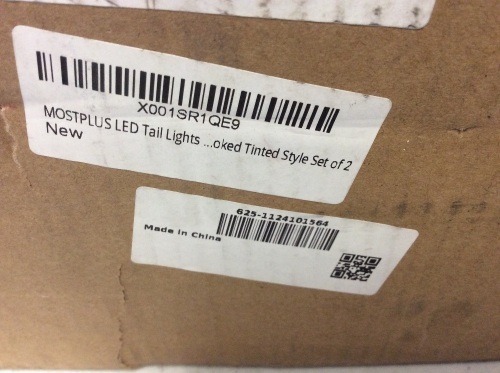 X001SR1QE9
MOSTPLUS LED Tail Lights ...oked Tinted Style Set of 2
New
625-1124101564
Made in China